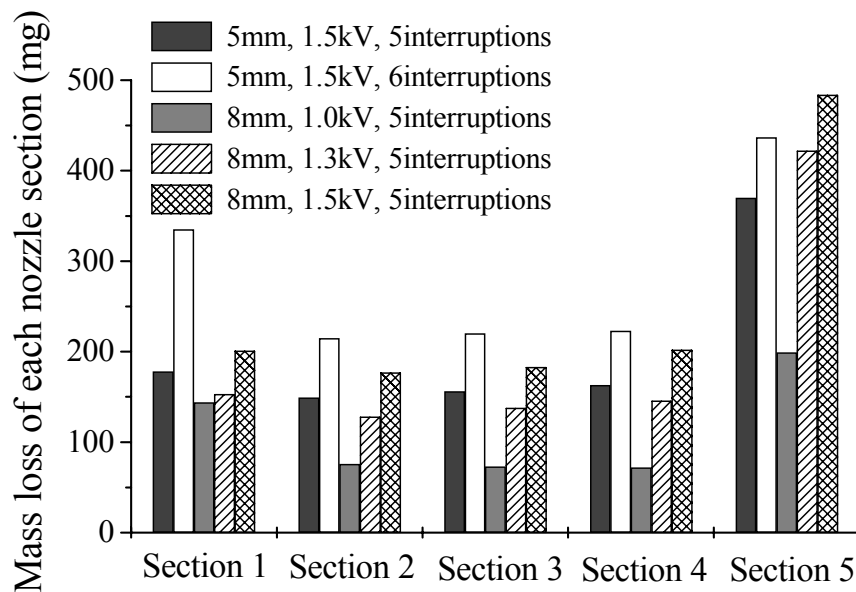 Mass loss of each nozzle section (mg)
5mm, 1.5kV, 5interruptions
5mm, 1.5kV, 6interruptions
8mm, 1.0kV, 5interruptions
8mm, 1.3kV, 5interruptions
8mm, 1.5kV, 5interruptions
500
400
300
200
100
0
Section 1 Section 2 Section 3 Section 4 Section 5